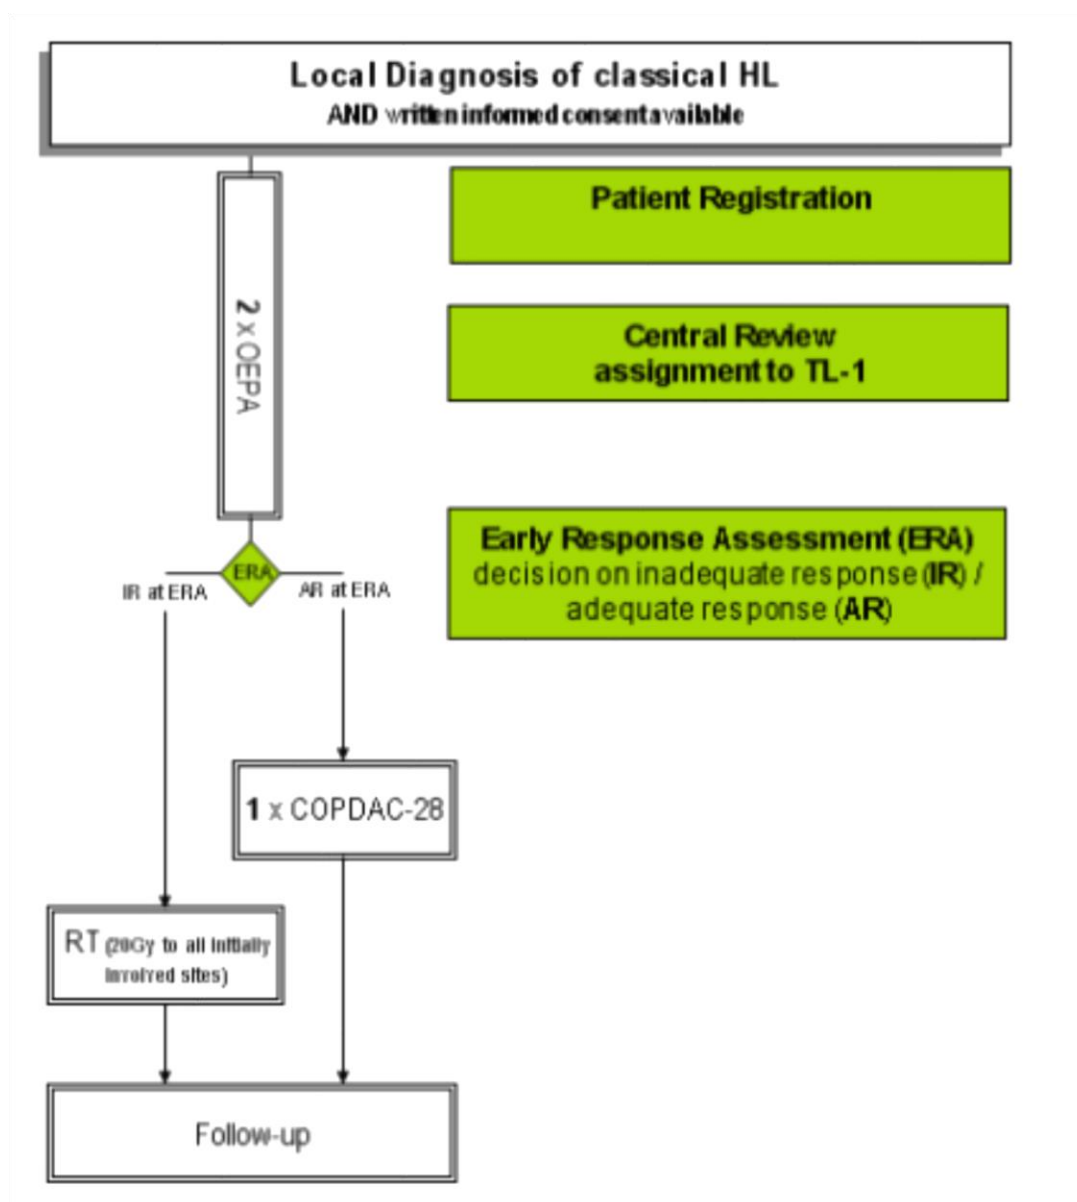 Local Diagnosis of classical HL
AND written informed consent available
Patient Registration
2 x OEPA
Central Review
assignment to TL-1
Early Response Assessment (ERA)
decision on inadequate response (IR) /
adequate response (AR)
ERA
IR at ERA
AR at ERA
1 x COPDAC-28
RT (20Gy to all initially
involved sites)
Follow-up